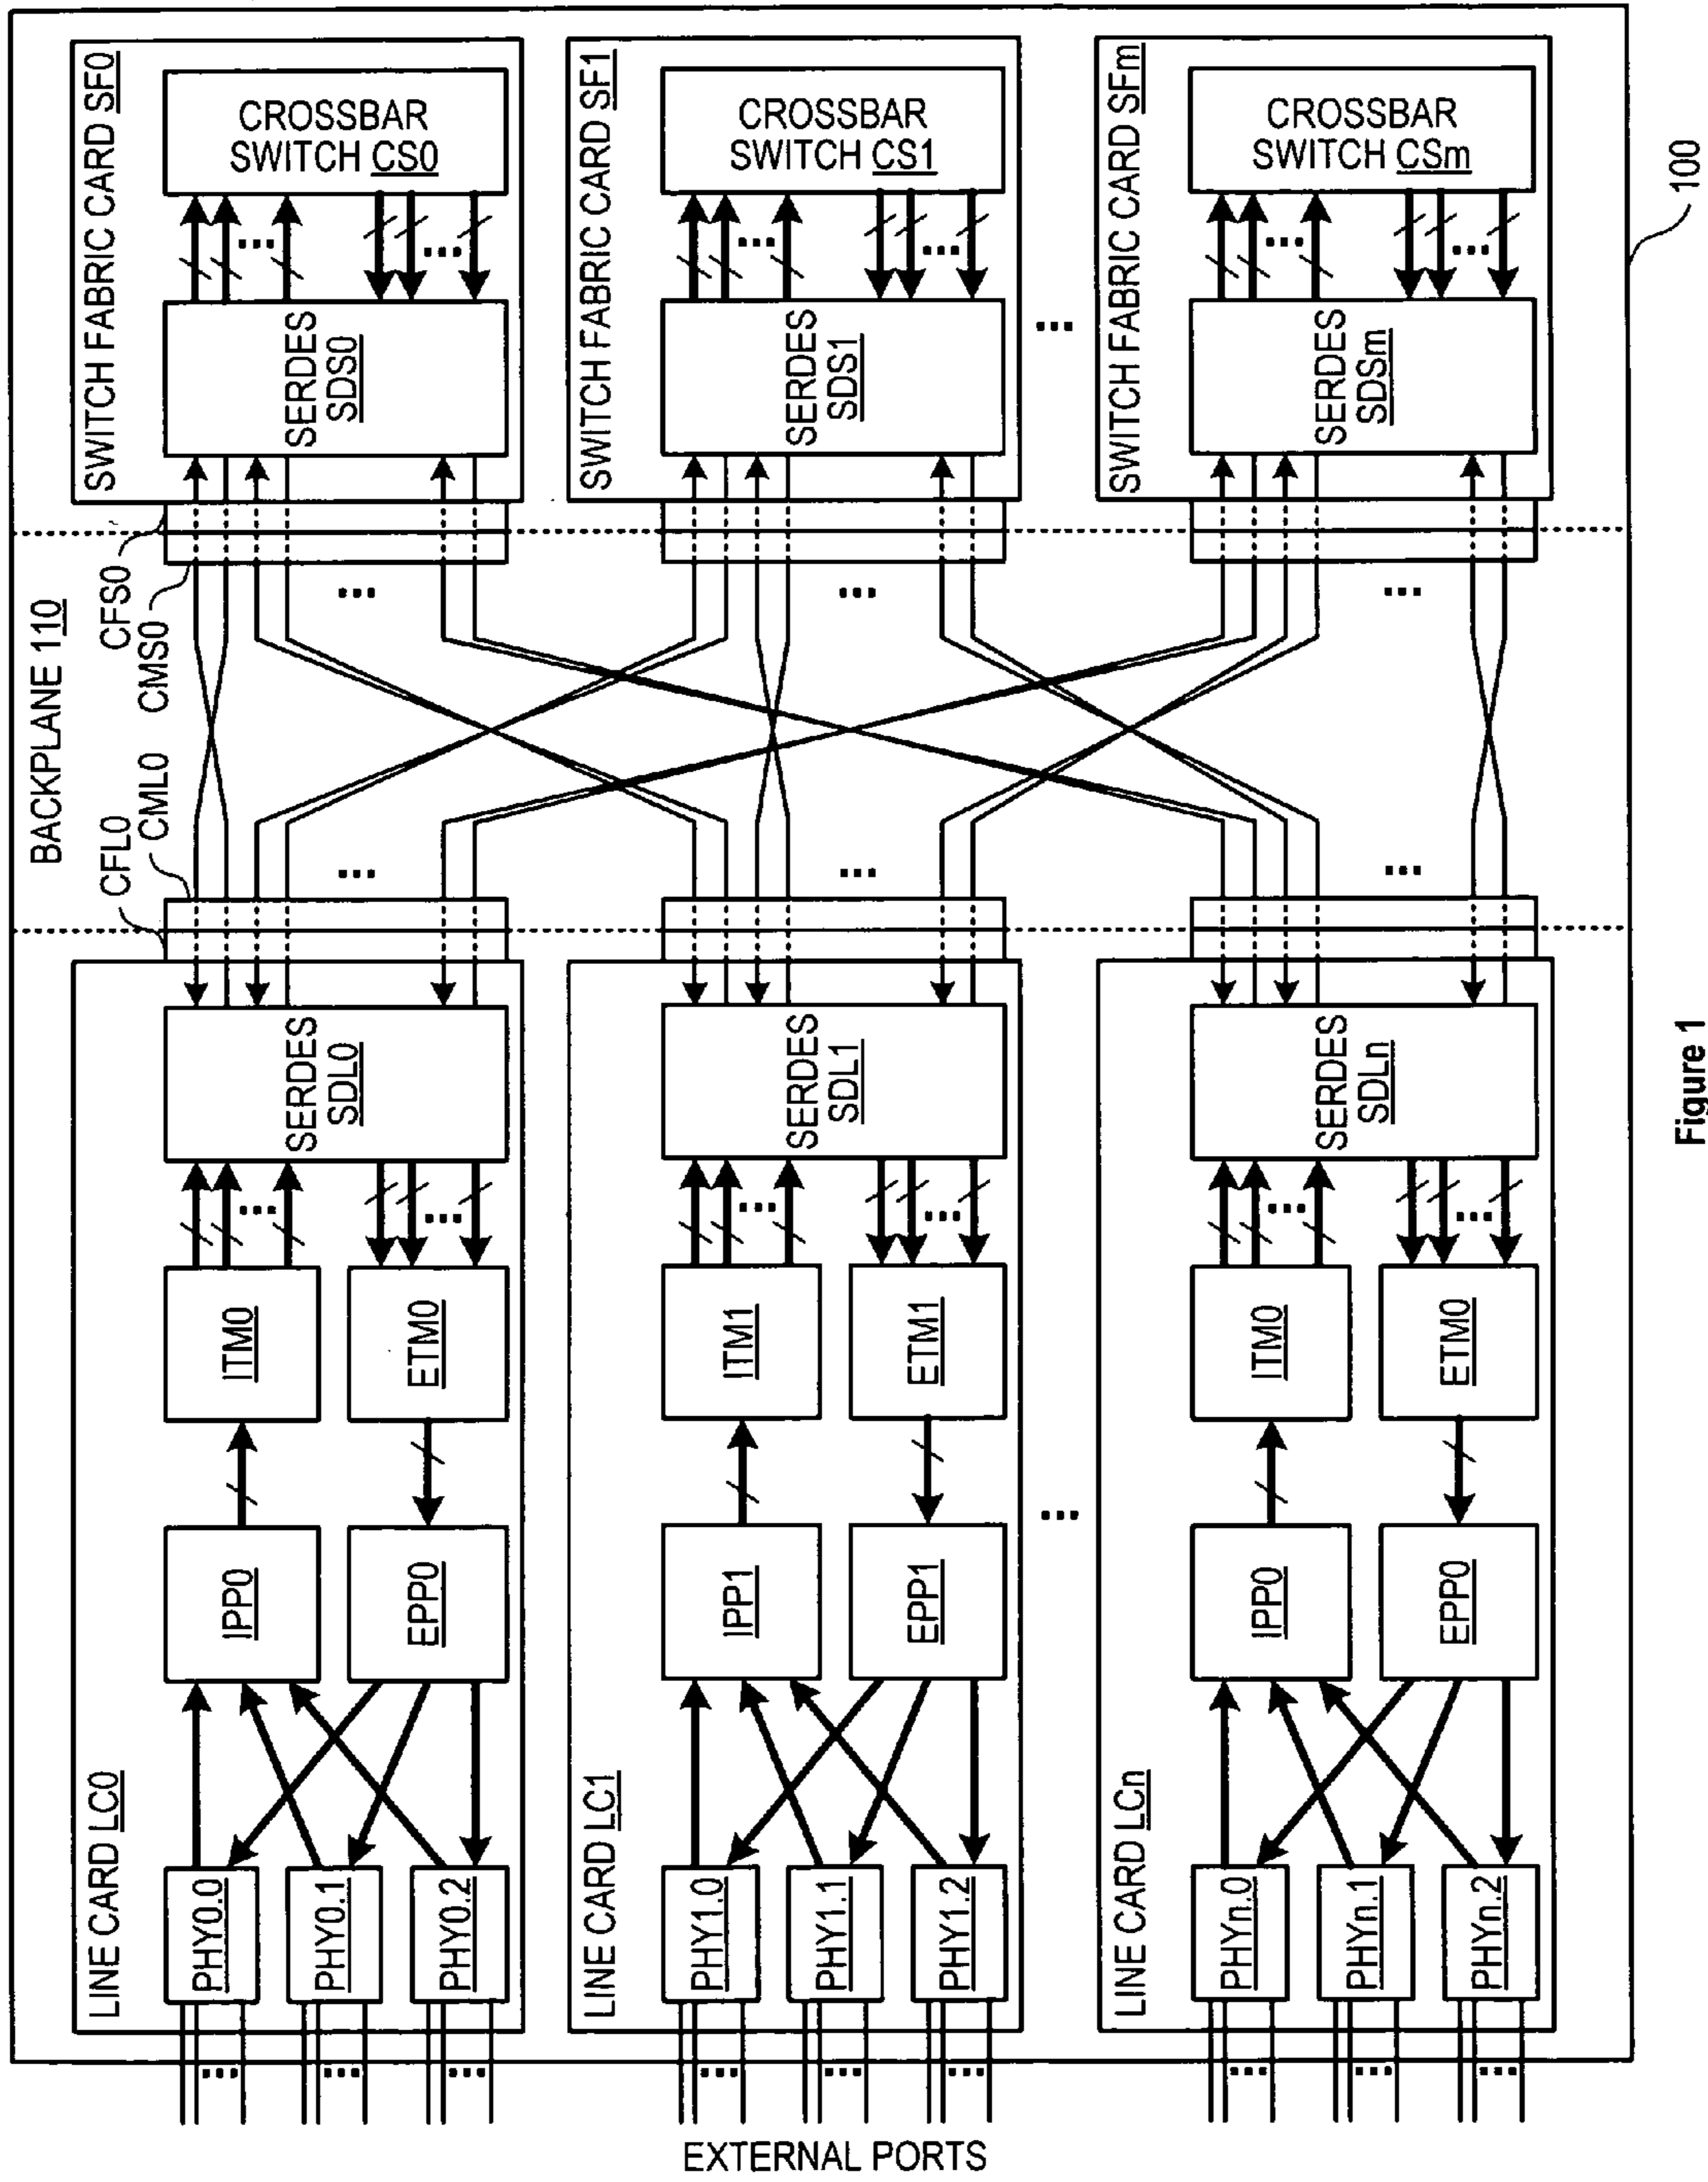 SWITCH FABRIC CARD SF0
CROSSBAR
SWITCH CS0
SERDES
SDS0
SWITCH FABRIC CARD SF1
CROSSBAR
SWITCH CS1
SERDES
SDS1
SWITCH FABRIC CARD SFm
CROSSBAR
SWITCH CSm
SERDES
SDSm
...
BACKPLANE 110
CFS0
CMS0
CML0
CFL0
LINE CARD LC0
SERDES
SDL0
ITM0
ETM0
IPP0
EPP0
PHY0.0
PHY0.1
PHY0.2
LINE CARD LC1
SERDES
SDL1
ITM1
ETM1
IPP1
EPP1
PHY1.0
PHY1.1
PHY1.2
...
LINE CARD LCn
SERDES
SDLn
ITM0
ETM0
IPP0
EPP0
PHYn.0
PHYn.1
PHYn.2
EXTERNAL PORTS
100
Figure 1